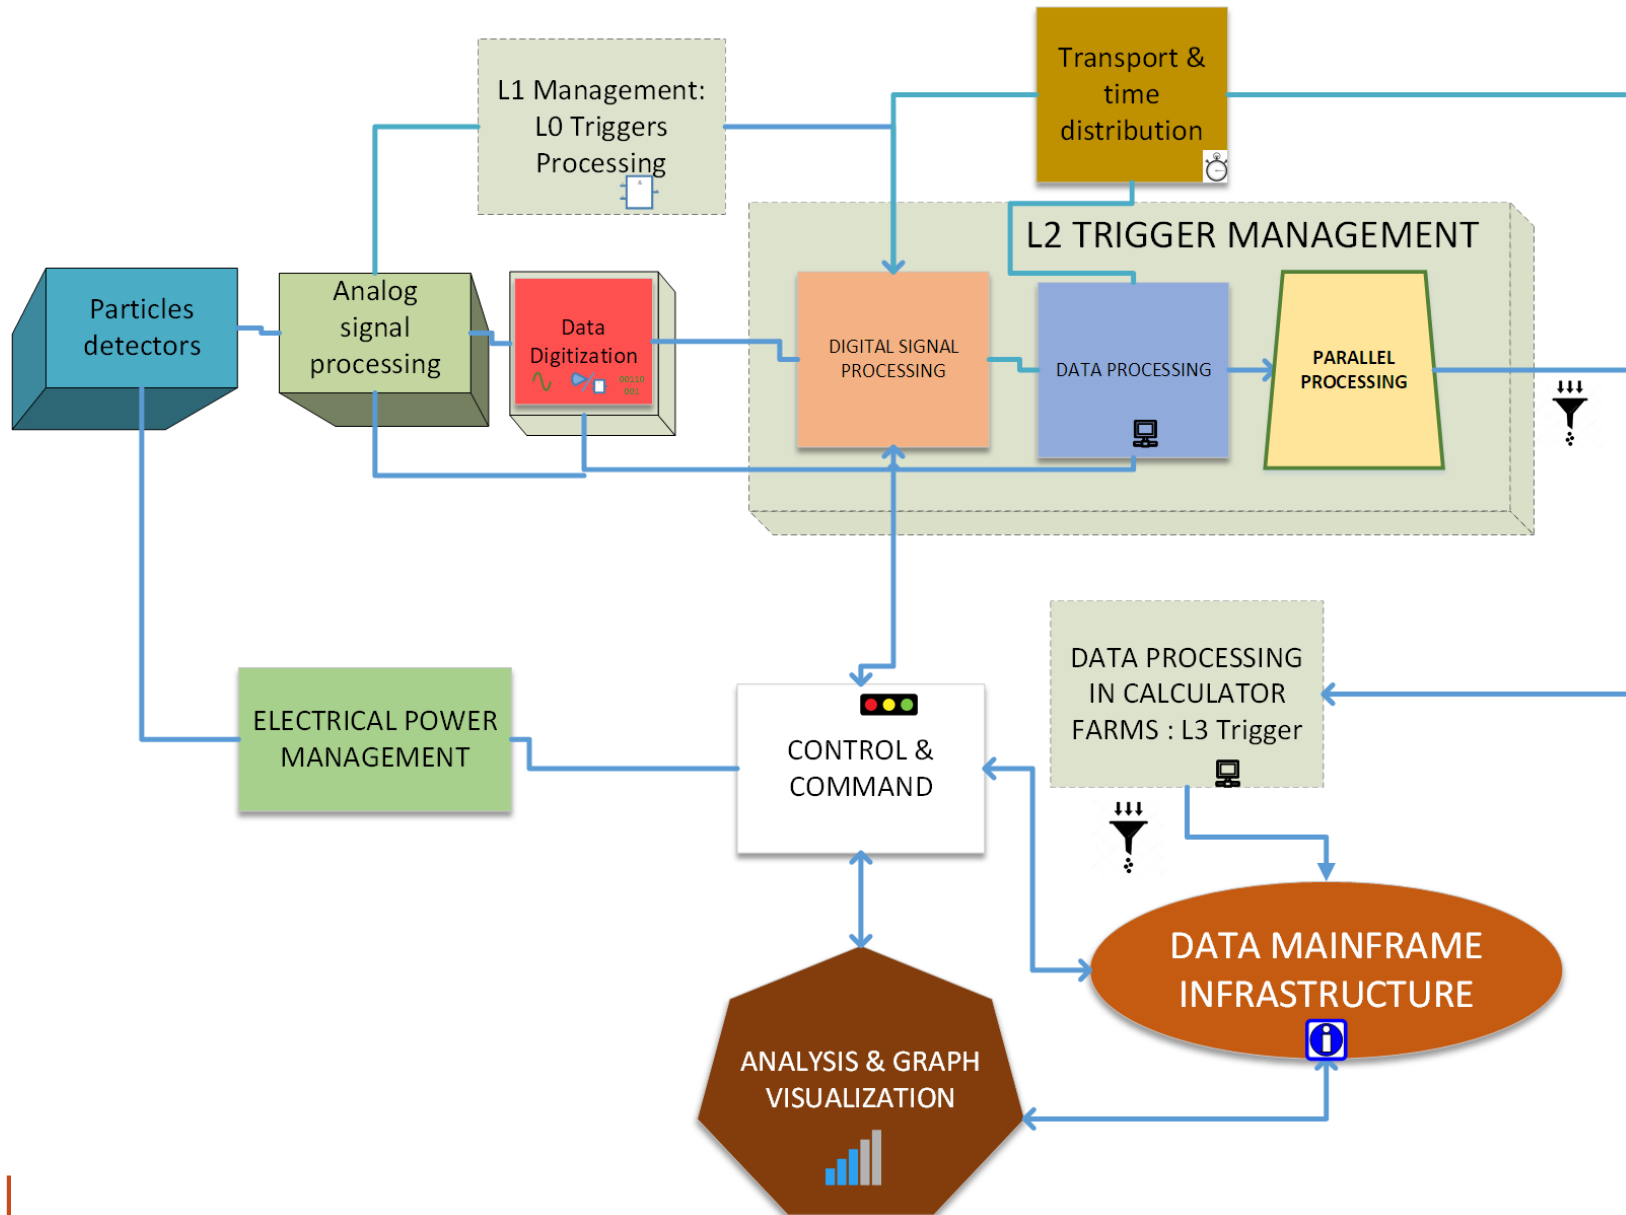 L1 Management:
L0 Triggers
Processing
&
Transport &
time
distribution
L2 TRIGGER MANAGEMENT
Particles
detectors
Analog
signal
processing
Data
Digitization
00110
001
DIGITAL SIGNAL
PROCESSING
DATA PROCESSING
PARALLEL
PROCESSING
ELECTRICAL POWER
MANAGEMENT
CONTROL &
COMMAND
DATA PROCESSING
IN CALCULATOR
FARMS : L3 Trigger
DATA MAINFRAME
INFRASTRUCTURE
i
ANALYSIS & GRAPH
VISUALIZATION